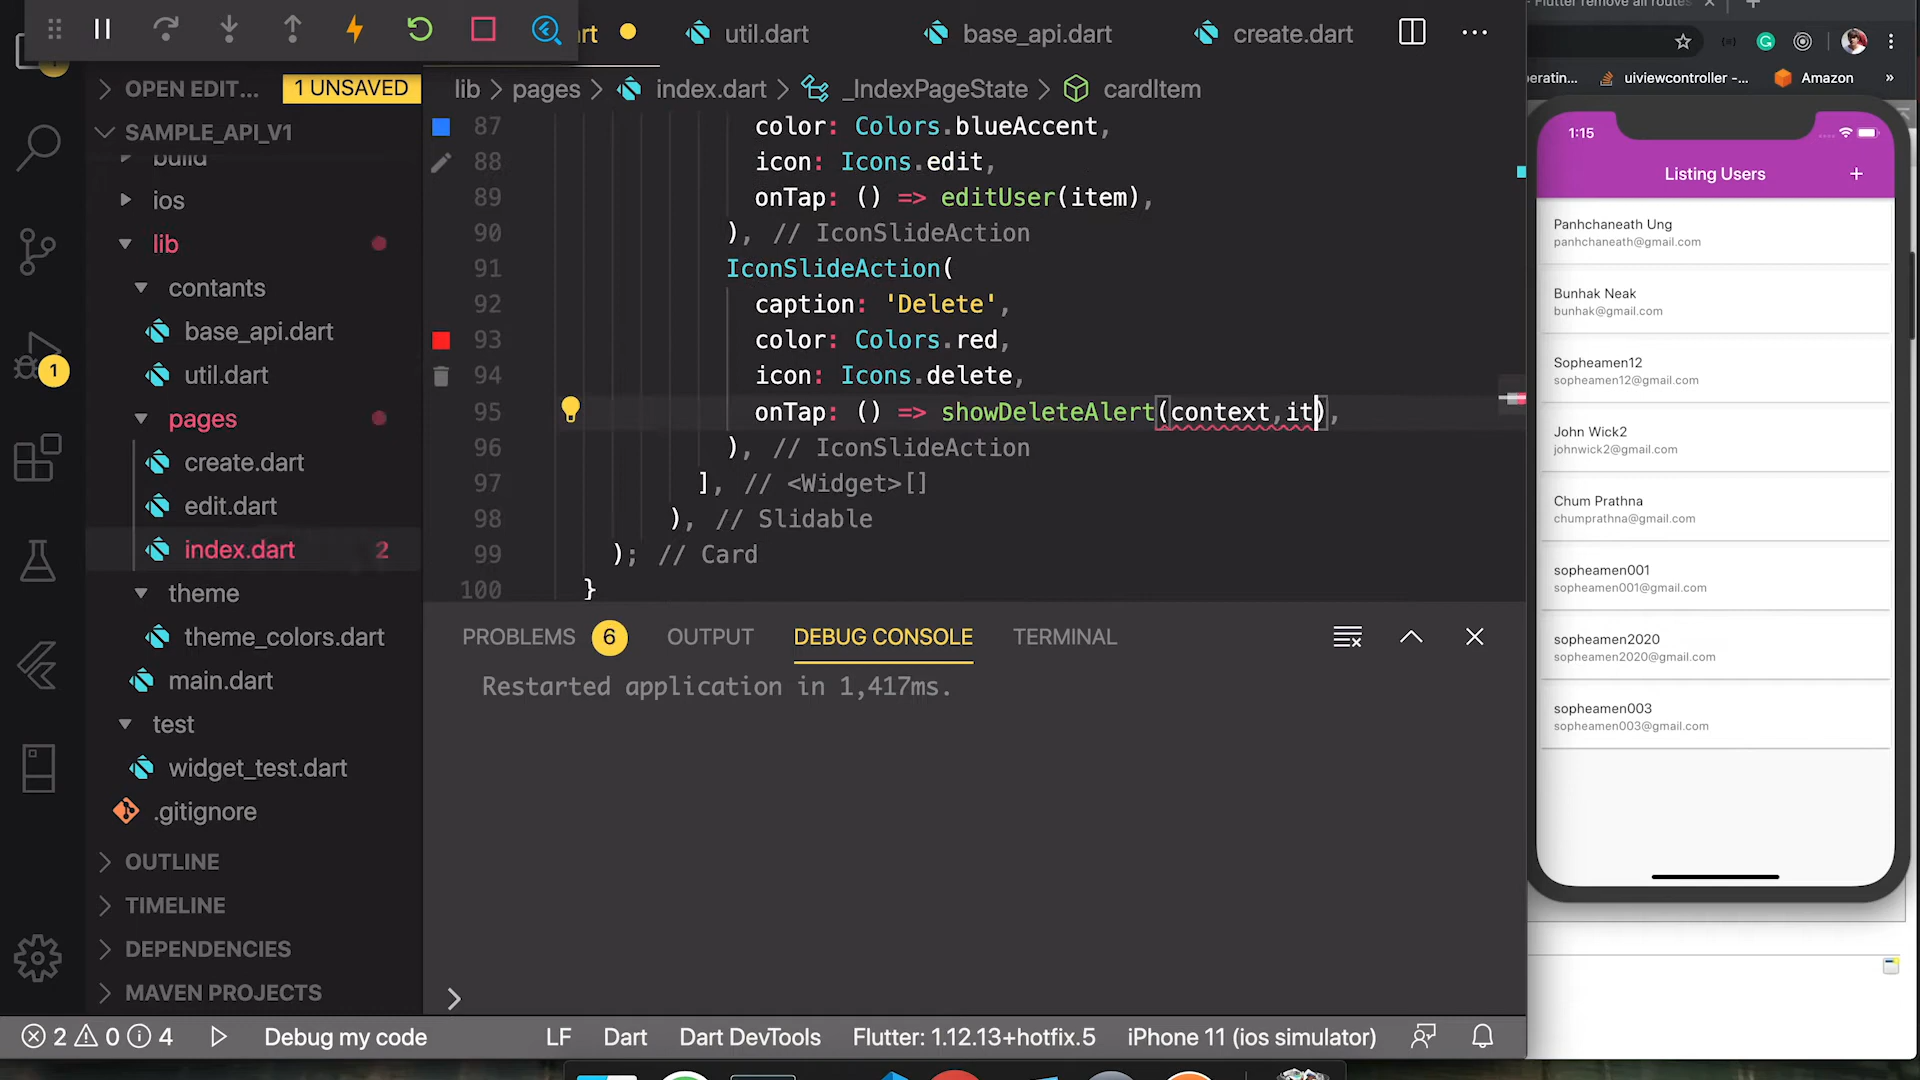 rt
util.dart
base_api.dart
create.dart
OPEN EDIT...
1 UNSAVED
lib > pages > index.dart > _IndexPageState > cardItem
SAMPLE_API_V1
build
ios
lib
contants
base_api.dart
util.dart
pages
create.dart
edit.dart
index.dart 2
theme
theme_colors.dart
main.dart
test
widget_test.dart
.gitignore
OUTLINE
TIMELINE
DEPENDENCIES
MAVEN PROJECTS
1
87 color: Colors.blueAccent,
88 icon: Icons.edit,
89 onTap: () => editUser(item),
90 ), // IconSlideAction
91 IconSlideAction(
92 caption: 'Delete',
93 color: Colors.red,
94 icon: Icons.delete,
95 onTap: () => showDeleteAlert(context,it),
96 ), // IconSlideAction
97 ], // <Widget>[]
98 ), // Slidable
99 ); // Card
100 }
PROBLEMS 6 OUTPUT DEBUG CONSOLE TERMINAL
Restarted application in 1,417ms.
2 0 4 Debug my code LF Dart Dart DevTools Flutter: 1.12.13+hotfix.5 iPhone 11 (ios simulator)
- Flutter remove all routes
perating...
uiviewcontroller -...
Amazon
»
1:15
Listing Users +
Panhchaneath Ung
panhchaneath@gmail.com
Bunhak Neak
bunhak@gmail.com
Sopheamen12
sopheamen12@gmail.com
John Wick2
johnwick2@gmail.com
Chum Prathna
chumprathna@gmail.com
sopheamen001
sopheamen001@gmail.com
sopheamen2020
sopheamen2020@gmail.com
sopheamen003
sopheamen003@gmail.com